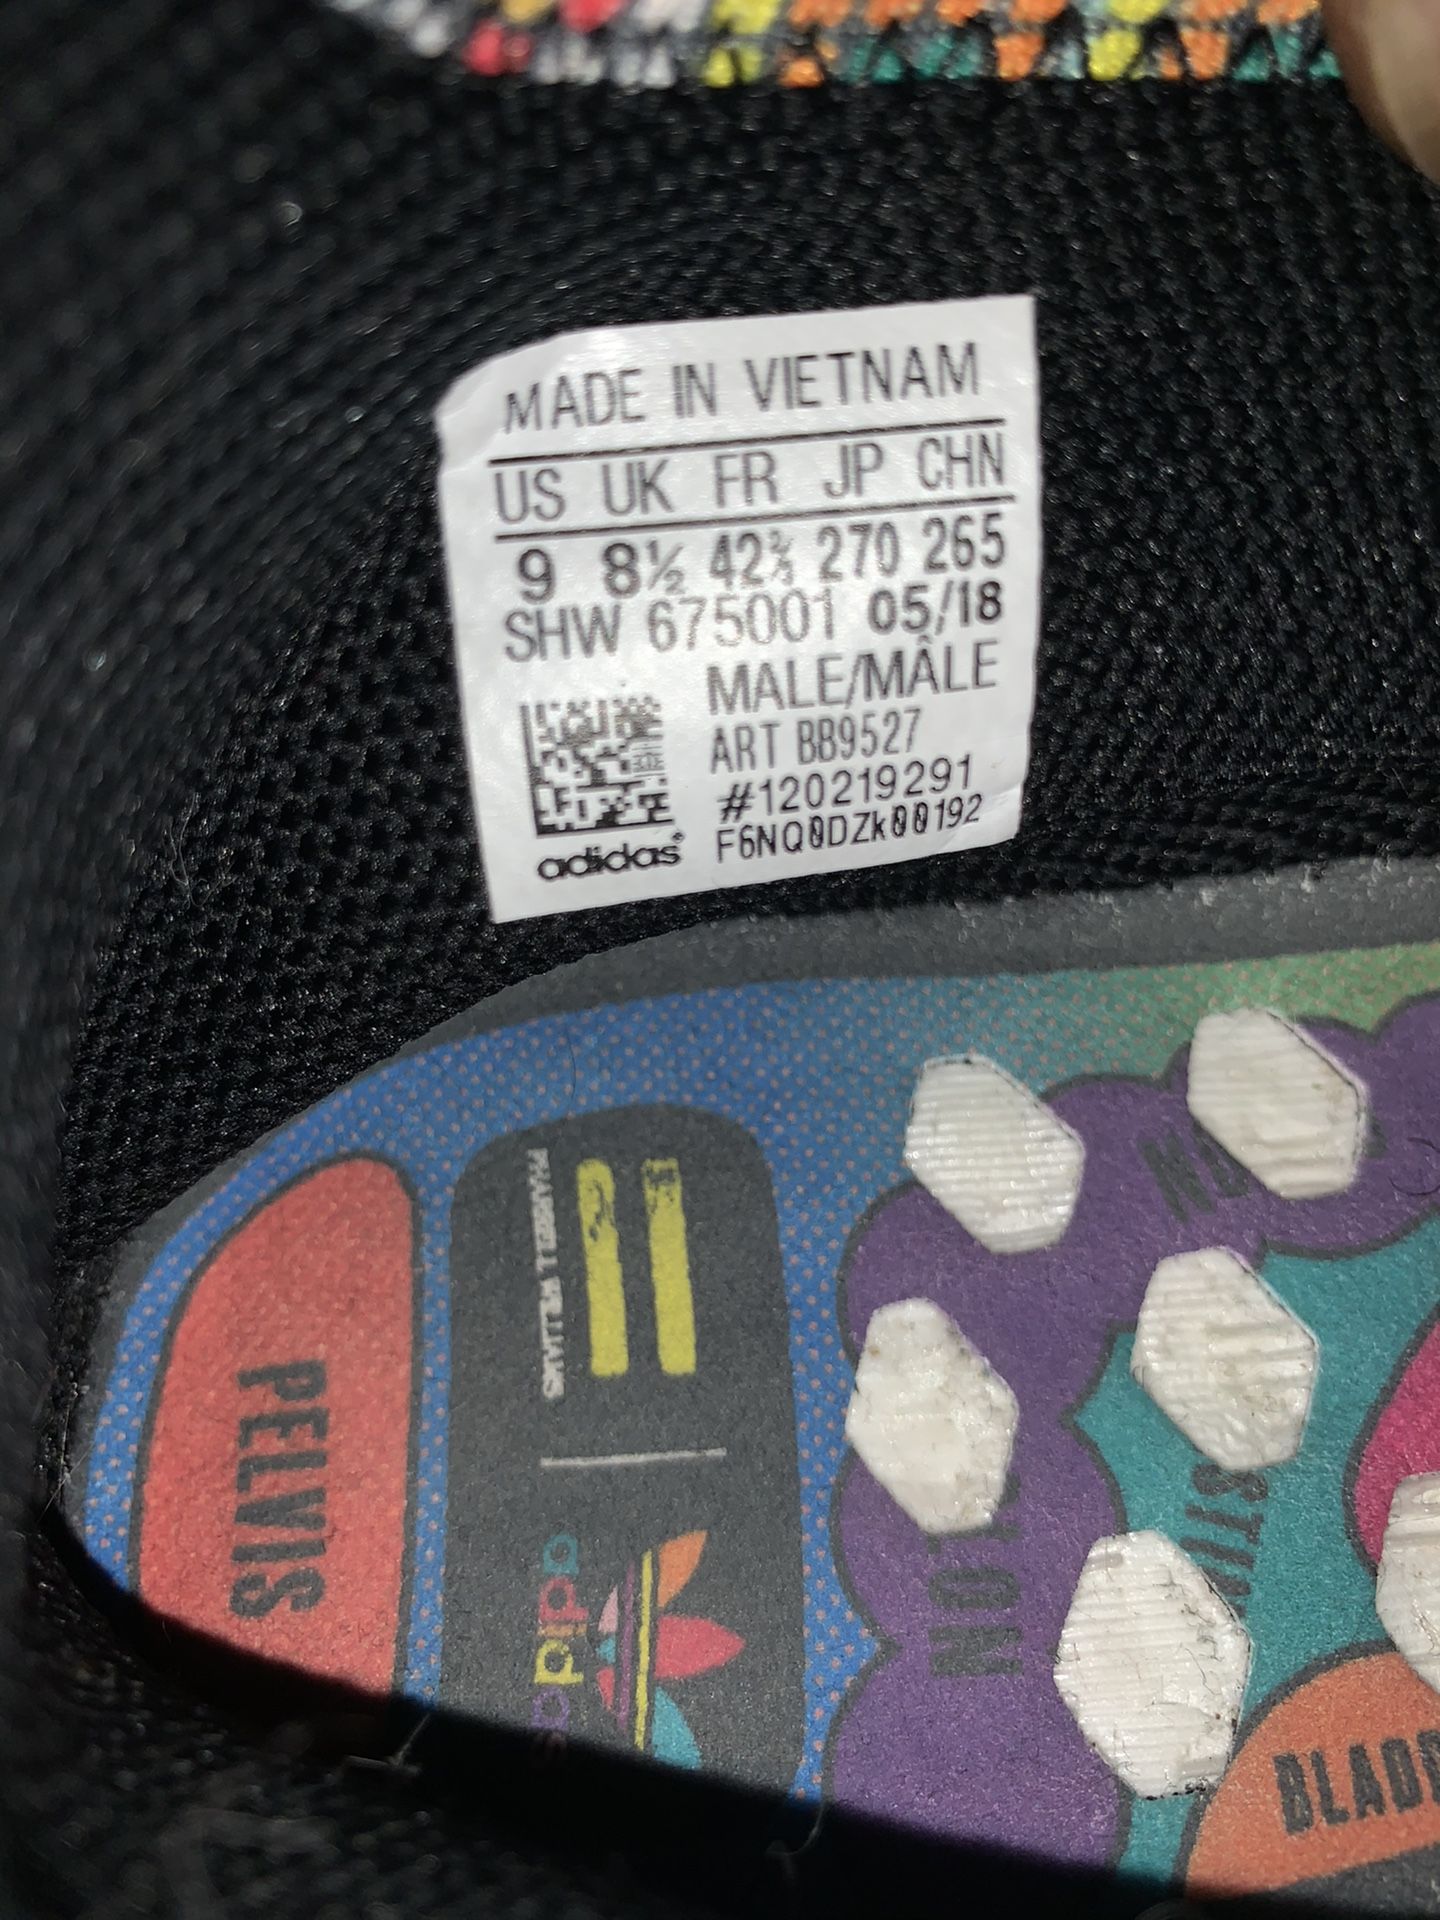 MADE IN VIETNAM
US UK FR JP CHN
9 8½ 42⅔ 270 265
SHW 675001 05/18
MALE/MÂLE
ART BB9527
#120219291
F6NQ0DZk00192
adidas
PHARRELL WILLIAMS
adidas
PELVIS